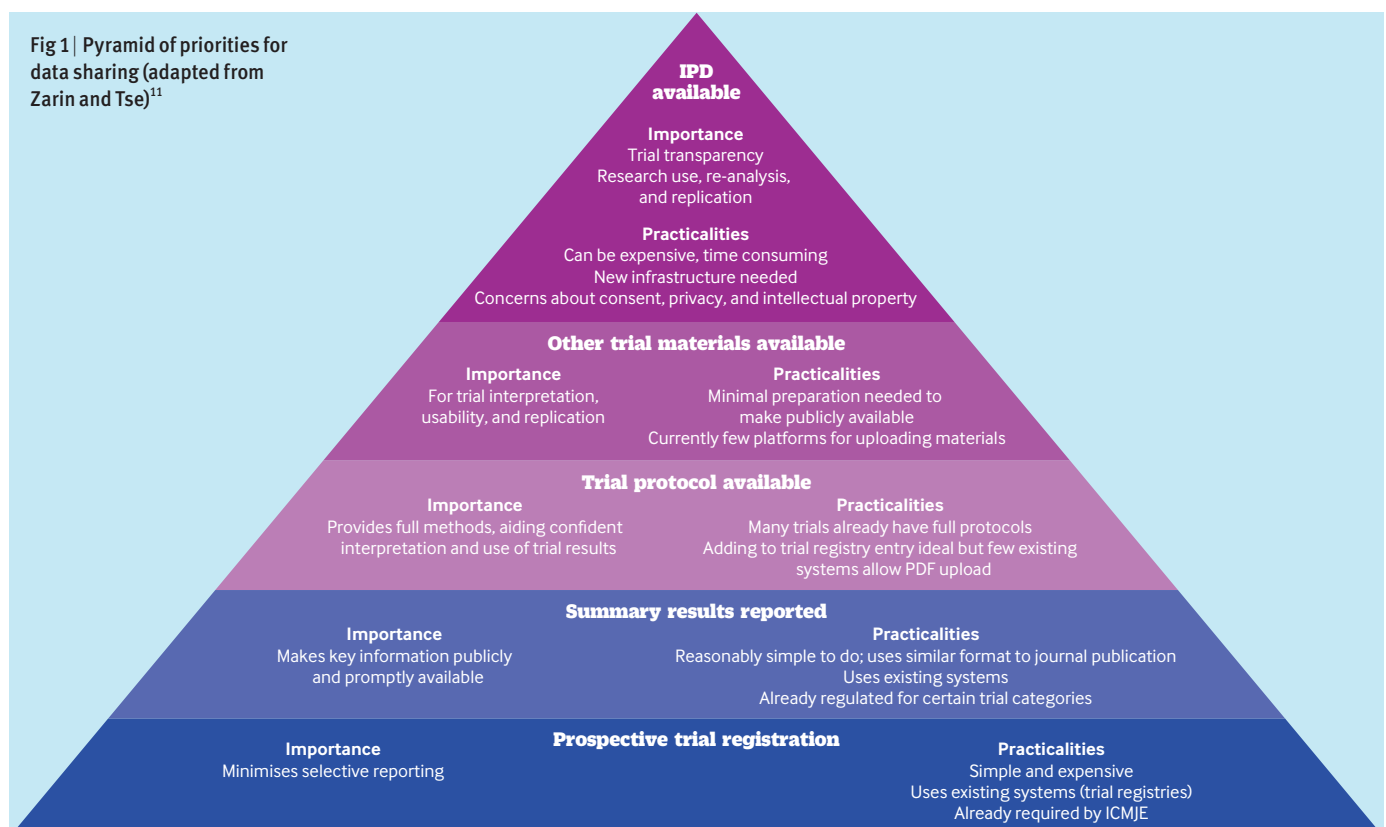 Fig 1 | Pyramid of priorities for
data sharing (adapted from
Zarin and Tse)11
IPD
available
Importance
Trial transparency
Research use, re-analysis,
and replication
Practicalities
Can be expensive, time consuming
New infrastructure needed
Concerns about consent, privacy, and intellectual property
Other trial materials available
Importance
For trial interpretation,
usability, and replication
Practicalities
Minimal preparation needed to
make publicly available
Currently few platforms for uploading materials
Trial protocol available
Importance
Provides full methods, aiding confident
interpretation and use of trial results
Practicalities
Many trials already have full protocols
Adding to trial registry entry ideal but few existing
systems allow PDF upload
Summary results reported
Importance
Makes key information publicly
and promptly available
Practicalities
Reasonably simple to do; uses similar format to journal publication
Uses existing systems
Already regulated for certain trial categories
Prospective trial registration
Importance
Minimises selective reporting
Practicalities
Simple and expensive
Uses existing systems (trial registries)
Already required by ICMJE